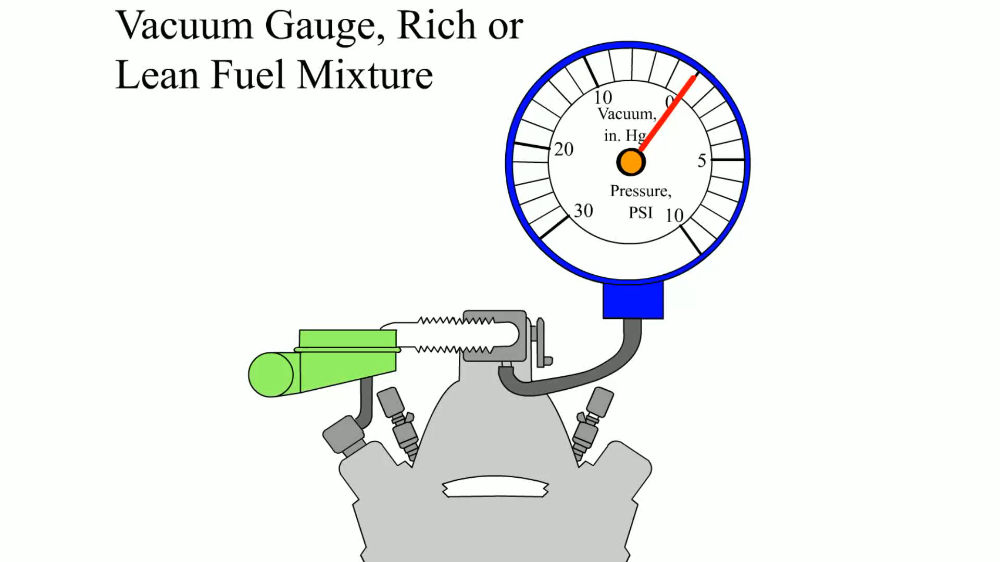 Vacuum Gauge, Rich or
Lean Fuel Mixture
10
0
Vacuum,
in. Hg
20
5
Pressure,
30
PSI
10